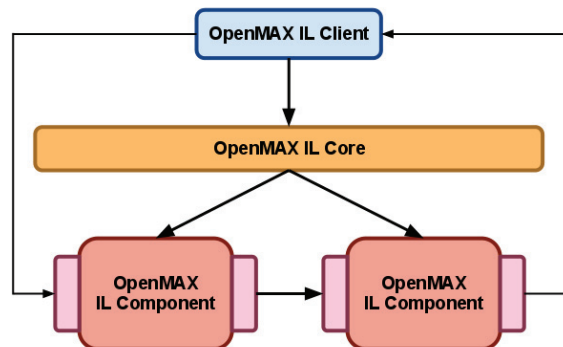 OpenMAX IL Client
OpenMAX IL Core
OpenMAX
IL Component
OpenMAX
IL Component